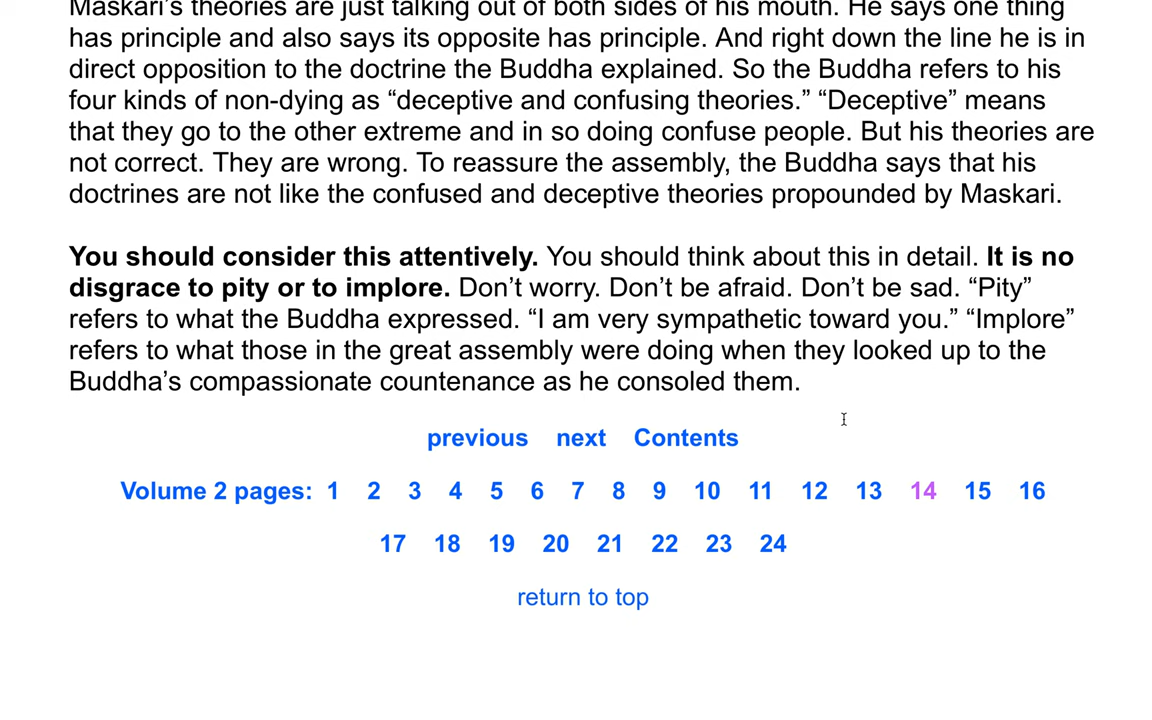 Maskari’s theories are just talking out of both sides of his mouth. He says one thing
has principle and also says its opposite has principle. And right down the line he is in
direct opposition to the doctrine the Buddha explained. So the Buddha refers to his
four kinds of non-dying as “deceptive and confusing theories.” “Deceptive” means
that they go to the other extreme and in so doing confuse people. But his theories are
not correct. They are wrong. To reassure the assembly, the Buddha says that his
doctrines are not like the confused and deceptive theories propounded by Maskari.
You should consider this attentively. You should think about this in detail. It is no
disgrace to pity or to implore. Don’t worry. Don’t be afraid. Don’t be sad. “Pity”
refers to what the Buddha expressed. “I am very sympathetic toward you.” “Implore”
refers to what those in the great assembly were doing when they looked up to the
Buddha’s compassionate countenance as he consoled them.
previous next Contents
Volume 2 pages: 1 2 3 4 5 6 7 8 9 10 11 12 13 14 15 16
17 18 19 20 21 22 23 24
return to top